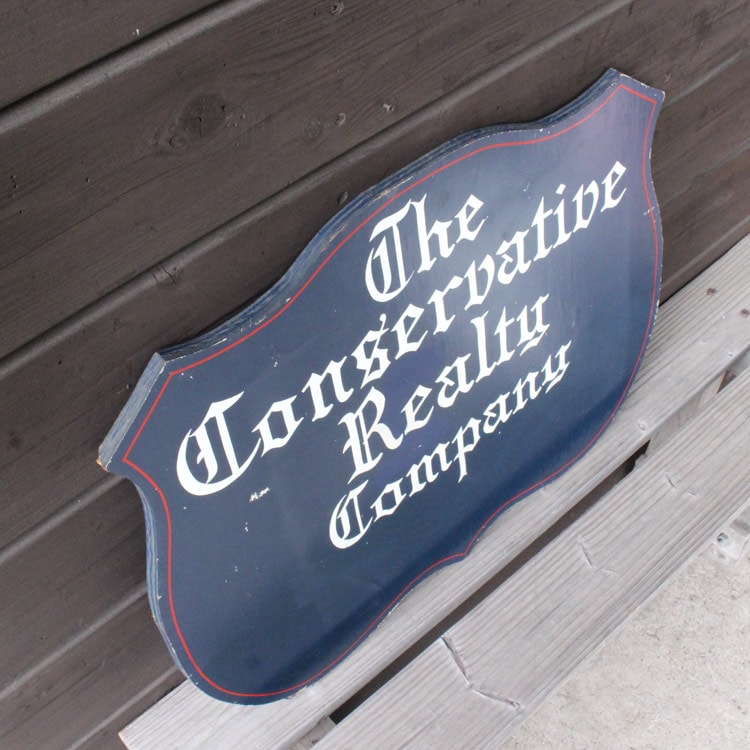 The
Conservative
Realty
Company